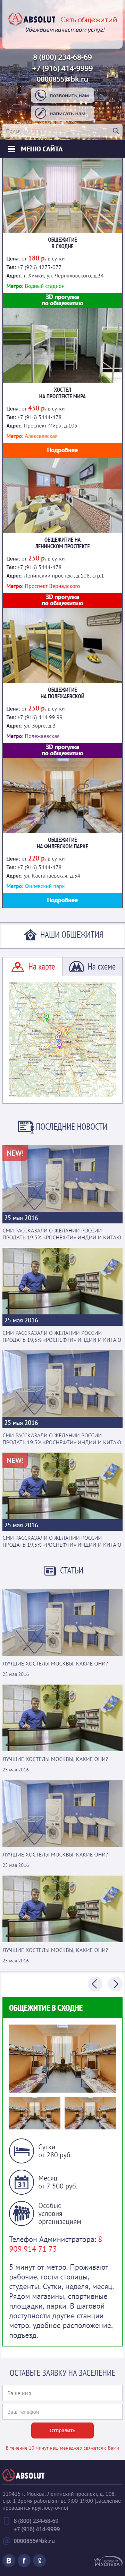 ABSOLUT Сеть общежитий
Убеждаем качеством услуг!
8 (800) 234-68-69
+7 (916) 414-9999
0000855@bk.ru
позвонить нам
написать нам
МЕНЮ САЙТА
ОБЩЕЖИТИЕ
В СХОДНЕ
Цена: от 180 р. в сутки
Тел: +7 (926) 4273-077
Адрес: г. Химки, ул. Черняховского, д.34
Метро: Водный стадион
3D прогулка
по общежитию
ХОСТЕЛ
НА ПРОСПЕКТЕ МИРА
Цена: от 450 р. в сутки
Тел: +7 (916) 5444-478
Адрес: Проспект Мира, д.105
Метро: Алексеевская
Подробнее
ОБЩЕЖИТИЕ НА
ЛЕНИНСКОМ ПРОСПЕКТЕ
Цена: от 250 р. в сутки
Тел: +7 (916) 5444-478
Адрес: Ленинский проспект, д.108, стр.1
Метро: Проспект Вернадского
3D прогулка
по общежитию
ОБЩЕЖИТИЕ
НА ПОЛЕЖАЕВСКОЙ
Цена: от 250 р. в сутки
Тел: +7 (916) 414 99 99
Адрес: ул. Зорге, д.3
Метро: Полежаевская
3D прогулка
по общежитию
ОБЩЕЖИТИЕ
НА ФИЛЕВСКОМ ПАРКЕ
Цена: от 220 р. в сутки
Тел: +7 (916) 5444-478
Адрес: ул. Кастанаевская, д.34
Метро: Филевский парк
Подробнее
НАШИ ОБЩЕЖИТИЯ
На карте
На схеме
ПОСЛЕДНИЕ НОВОСТИ
NEW!
25 мая 2016
СМИ РАССКАЗАЛИ О ЖЕЛАНИИ РОССИИ
ПРОДАТЬ 19,5% «РОСНЕФТИ» ИНДИИ И КИТАЮ
25 мая 2016
СМИ РАССКАЗАЛИ О ЖЕЛАНИИ РОССИИ
ПРОДАТЬ 19,5% «РОСНЕФТИ» ИНДИИ И КИТАЮ
25 мая 2016
СМИ РАССКАЗАЛИ О ЖЕЛАНИИ РОССИИ
ПРОДАТЬ 19,5% «РОСНЕФТИ» ИНДИИ И КИТАЮ
NEW!
25 мая 2016
СМИ РАССКАЗАЛИ О ЖЕЛАНИИ РОССИИ
ПРОДАТЬ 19,5% «РОСНЕФТИ» ИНДИИ И КИТАЮ
СТАТЬИ
ЛУЧШИЕ ХОСТЕЛЫ МОСКВЫ, КАКИЕ ОНИ?
25 мая 2016
ЛУЧШИЕ ХОСТЕЛЫ МОСКВЫ, КАКИЕ ОНИ?
25 мая 2016
ЛУЧШИЕ ХОСТЕЛЫ МОСКВЫ, КАКИЕ ОНИ?
25 мая 2016
ЛУЧШИЕ ХОСТЕЛЫ МОСКВЫ, КАКИЕ ОНИ?
25 мая 2016
ОБЩЕЖИТИЕ В СХОДНЕ
Сутки
от 280 руб.
31
Месяц
от 7 500 руб.
Особые
условия
организациям
Телефон Администратора: 8
909 914 71 73
5 минут от метро. Проживают
рабочие, гости столицы,
студенты. Сутки, неделя, месяц.
Рядом магазины, спортивные
площадки, парки. В шаговой
доступности другие станции
метро, удобное расположение,
подъезд.
ОСТАВЬТЕ ЗАЯВКУ НА ЗАСЕЛЕНИЕ
Ваше имя
Ваш телефон
Отправить
В течение 10 минут наш менеджер свяжется с Вами
ABSOLUT
119415 г. Москва, Ленинский проспект, д. 108,
8 (800) 234-68-69
+7 (916) 414-9999
0000855@bk.ru